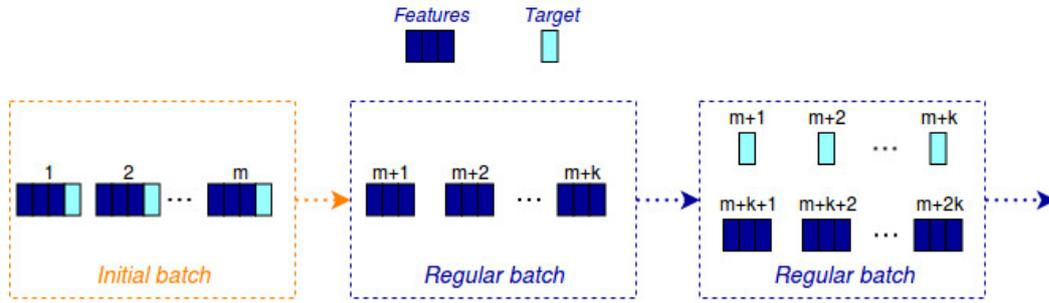 Features Target
m+1 m+2 ... m+k
1 2 ... m
m+1 m+2 ... m+k
m+k+1 m+k+2 ... m+2k
Initial batch Regular batch Regular batch